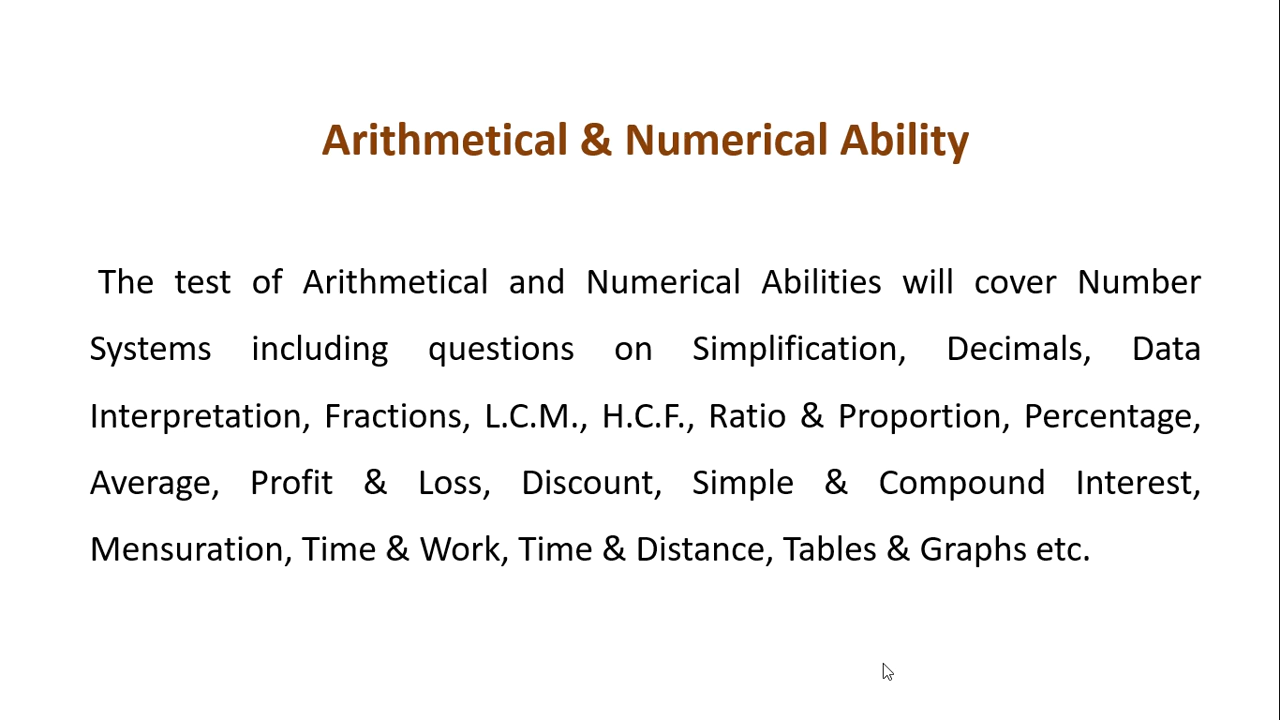 Arithmetical & Numerical Ability
The test of Arithmetical and Numerical Abilities will cover Number
Systems including questions on Simplification, Decimals, Data
Interpretation, Fractions, L.C.M., H.C.F., Ratio & Proportion, Percentage,
Average, Profit & Loss, Discount, Simple & Compound Interest,
Mensuration, Time & Work, Time & Distance, Tables & Graphs etc.